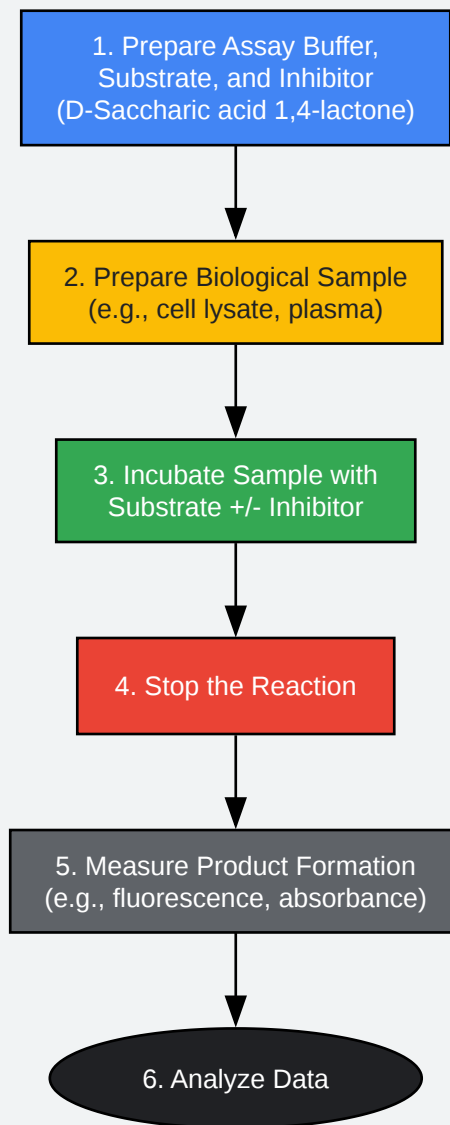 1. Prepare Assay Buffer,
Substrate, and Inhibitor
(D-Saccharic acid 1,4-lactone)
2. Prepare Biological Sample
(e.g., cell lysate, plasma)
3. Incubate Sample with
Substrate +/- Inhibitor
4. Stop the Reaction
5. Measure Product Formation
(e.g., fluorescence, absorbance)
6. Analyze Data